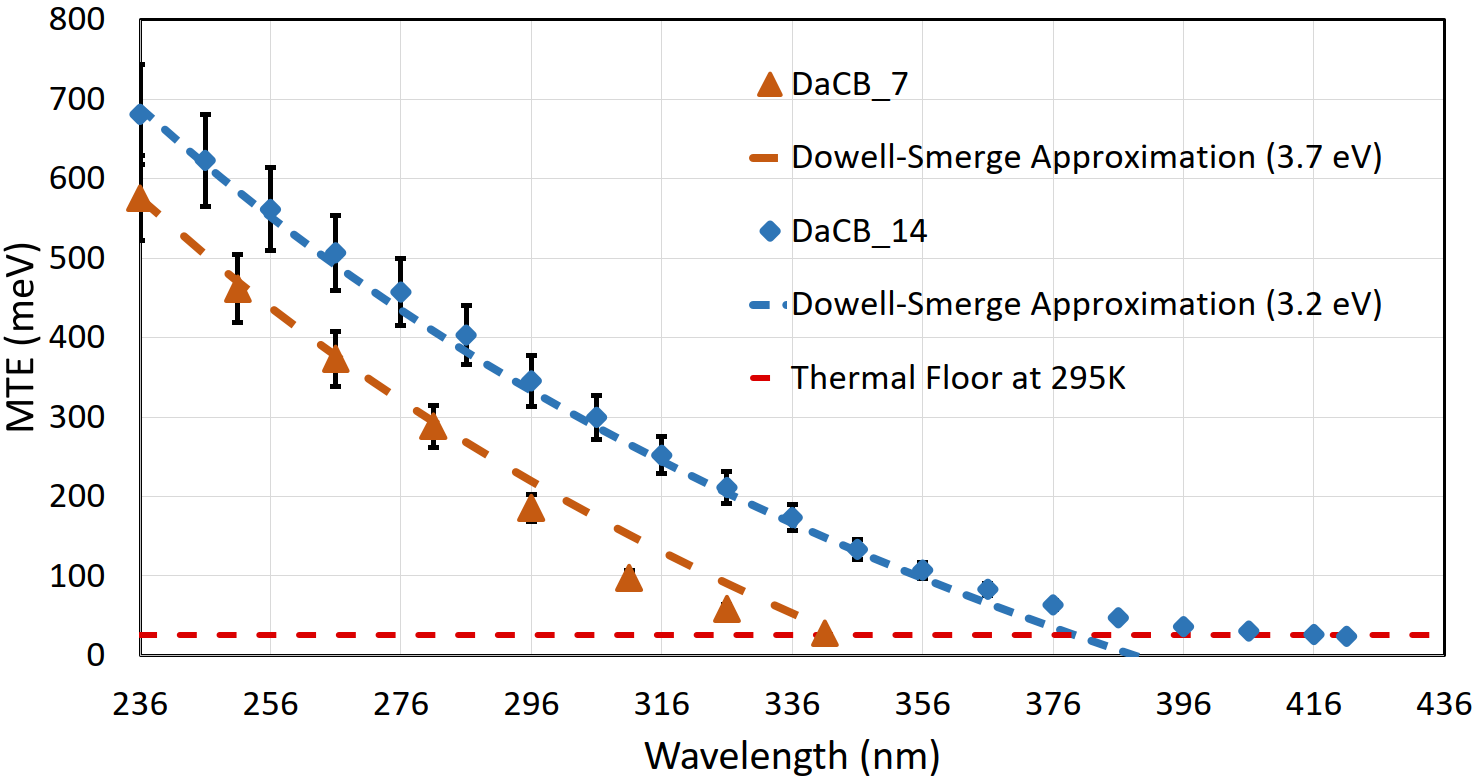 800
700
600
500
400
300
200
100
0
MTE (meV)
DaCB_7
Dowell-Smerge Approximation (3.7 eV)
DaCB_14
Dowell-Smerge Approximation (3.2 eV)
Thermal Floor at 295K
236 256 276 296 316 336 356 376 396 416 436
Wavelength (nm)